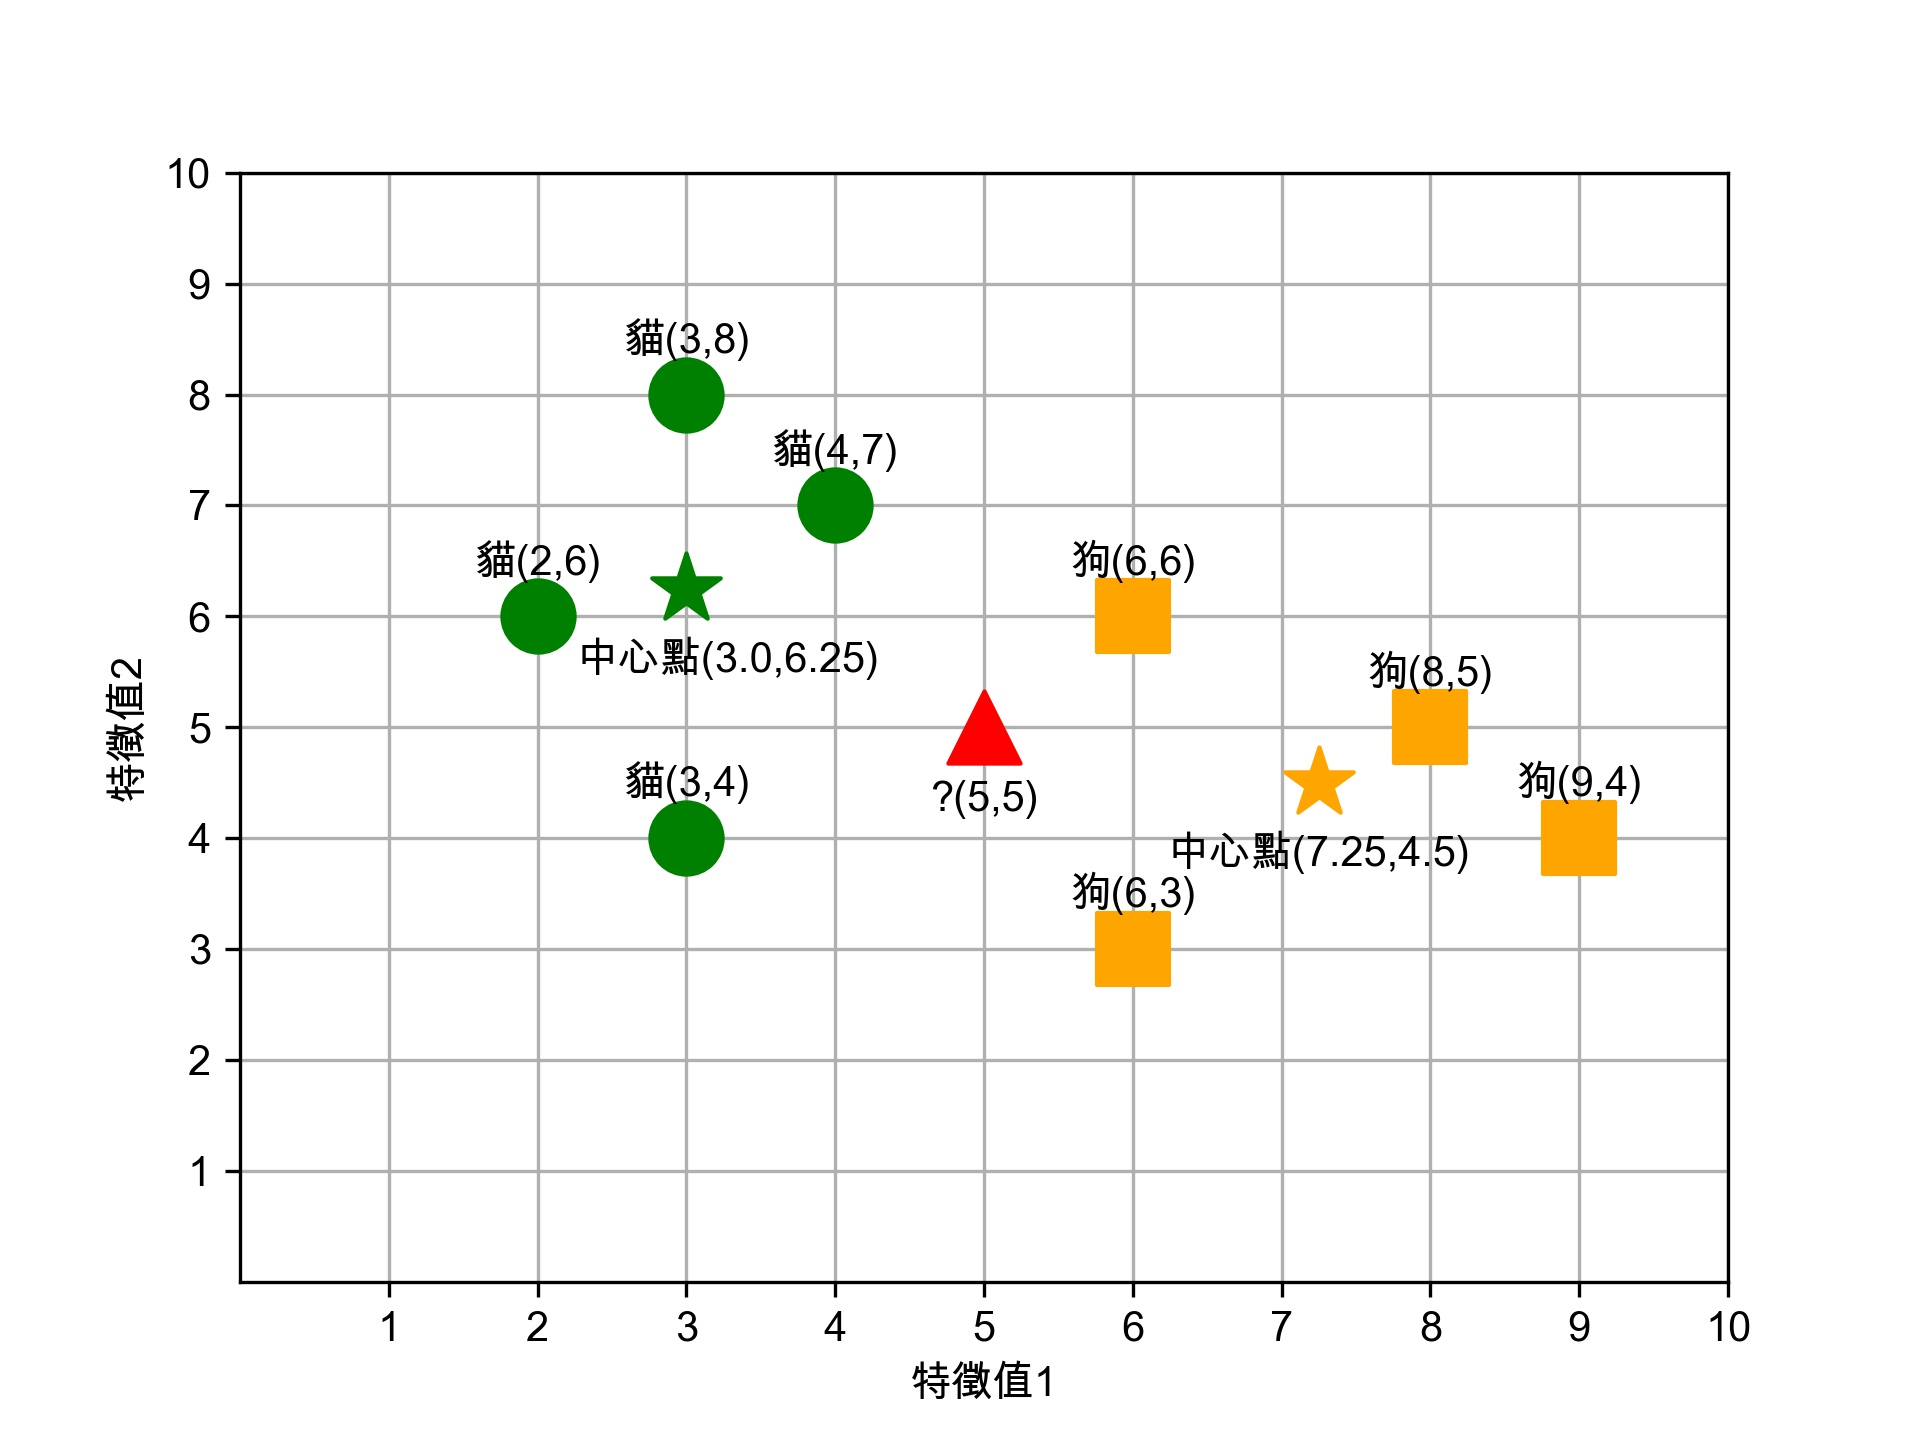 10
9
8
7
6
5
4
3
2
1
特徵值2
貓(3,8)
貓(4,7)
貓(2,6)
狗(6,6)
中心點(3.0,6.25)
狗(8,5)
貓(3,4)
?(5,5)
狗(9,4)
中心點(7.25,4.5)
狗(6,3)
1 2 3 4 5 6 7 8 9 10
特徵值1